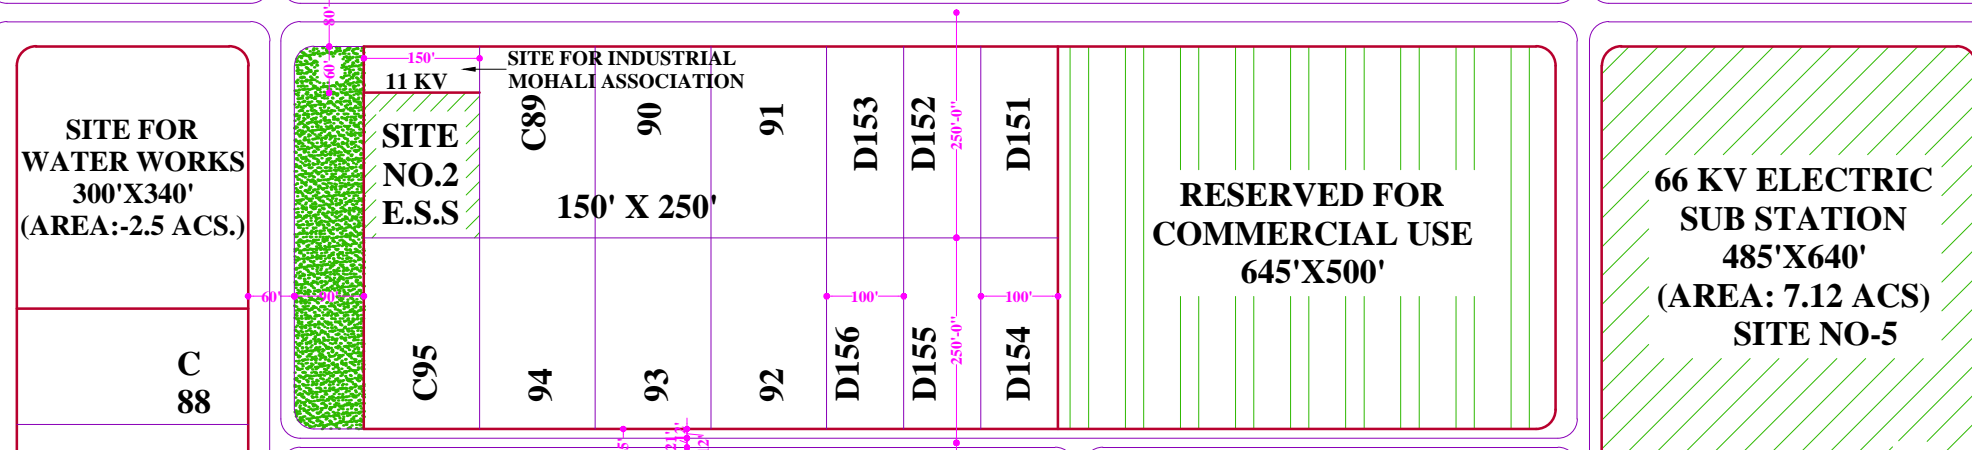 80'
60'
150'
11 KV
SITE FOR INDUSTRIAL
MOHALI ASSOCIATION
SITE FOR
WATER WORKS
300'X340'
(AREA:-2.5 ACS.)
SITE
NO.2
E.S.S
C89
90
91
D153
D152
250'-0"
D151
150' X 250'
RESERVED FOR
COMMERCIAL USE
645'X500'
66 KV ELECTRIC
SUB STATION
485'X640'
(AREA: 7.12 ACS)
SITE NO-5
60'
90'
100'
100'
C
88
C95
94
93
92
D156
D155
250'-0"
D154